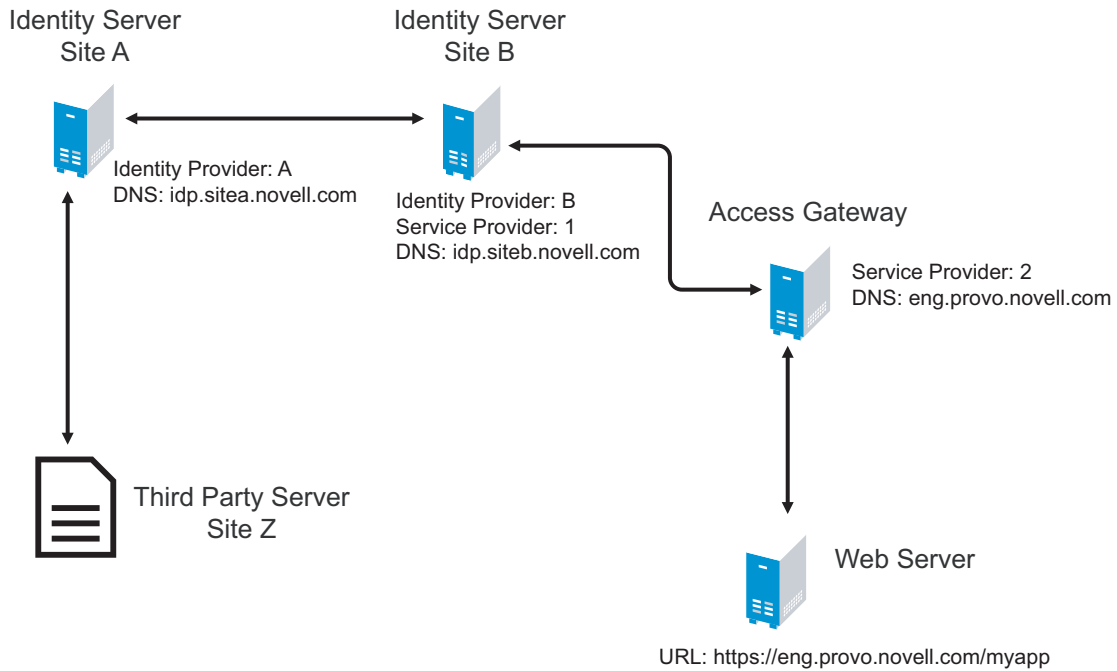 Identity Server
Site A
Identity Server
Site B
Identity Provider: A
DNS: idp.sitea.novell.com
Identity Provider: B
Service Provider: 1
DNS: idp.siteb.novell.com
Access Gateway
Service Provider: 2
DNS: eng.provo.novell.com
Third Party Server
Site Z
Web Server
URL: https://eng.provo.novell.com/myapp